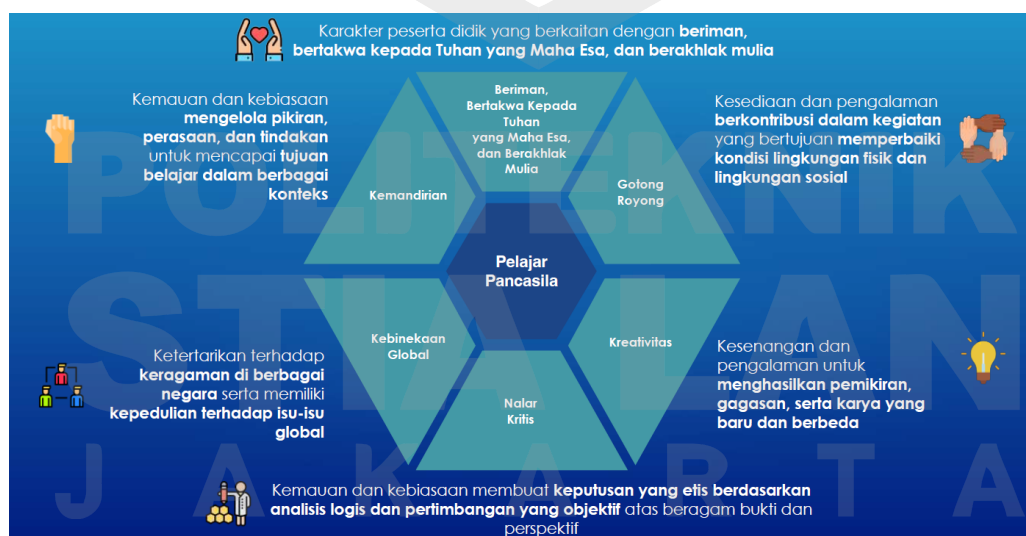 Karakter peserta didik yang berkaitan dengan beriman,
bertakwa kepada Tuhan yang Maha Esa, dan berakhlak mulia
Kemauan dan kebiasaan
mengelola pikiran,
perasaan, dan tindakan
untuk mencapai tujuan
belajar dalam berbagai
konteks
Beriman,
Bertakwa Kepada
Tuhan
yang Maha Esa,
dan Berakhlak
Mulia
Kesediaan dan pengalaman
berkontribusi dalam kegiatan
yang bertujuan memperbaiki
kondisi lingkungan fisik dan
lingkungan sosial
Kemandirian
Gotong
Royong
Pelajar
Pancasila
Kebinekaan
Global
Kreativitas
Nalar
Kritis
Ketertarikan terhadap
keragaman di berbagai
negara serta memiliki
kepedulian terhadap isu-isu
global
Kesenangan dan
pengalaman untuk
menghasilkan pemikiran,
gagasan, serta karya yang
baru dan berbeda
Kemauan dan kebiasaan membuat keputusan yang etis berdasarkan
analisis logis dan pertimbangan yang objektif atas beragam bukti dan
perspektif
POLITEKNIK
STIA LAN
JAKARTA